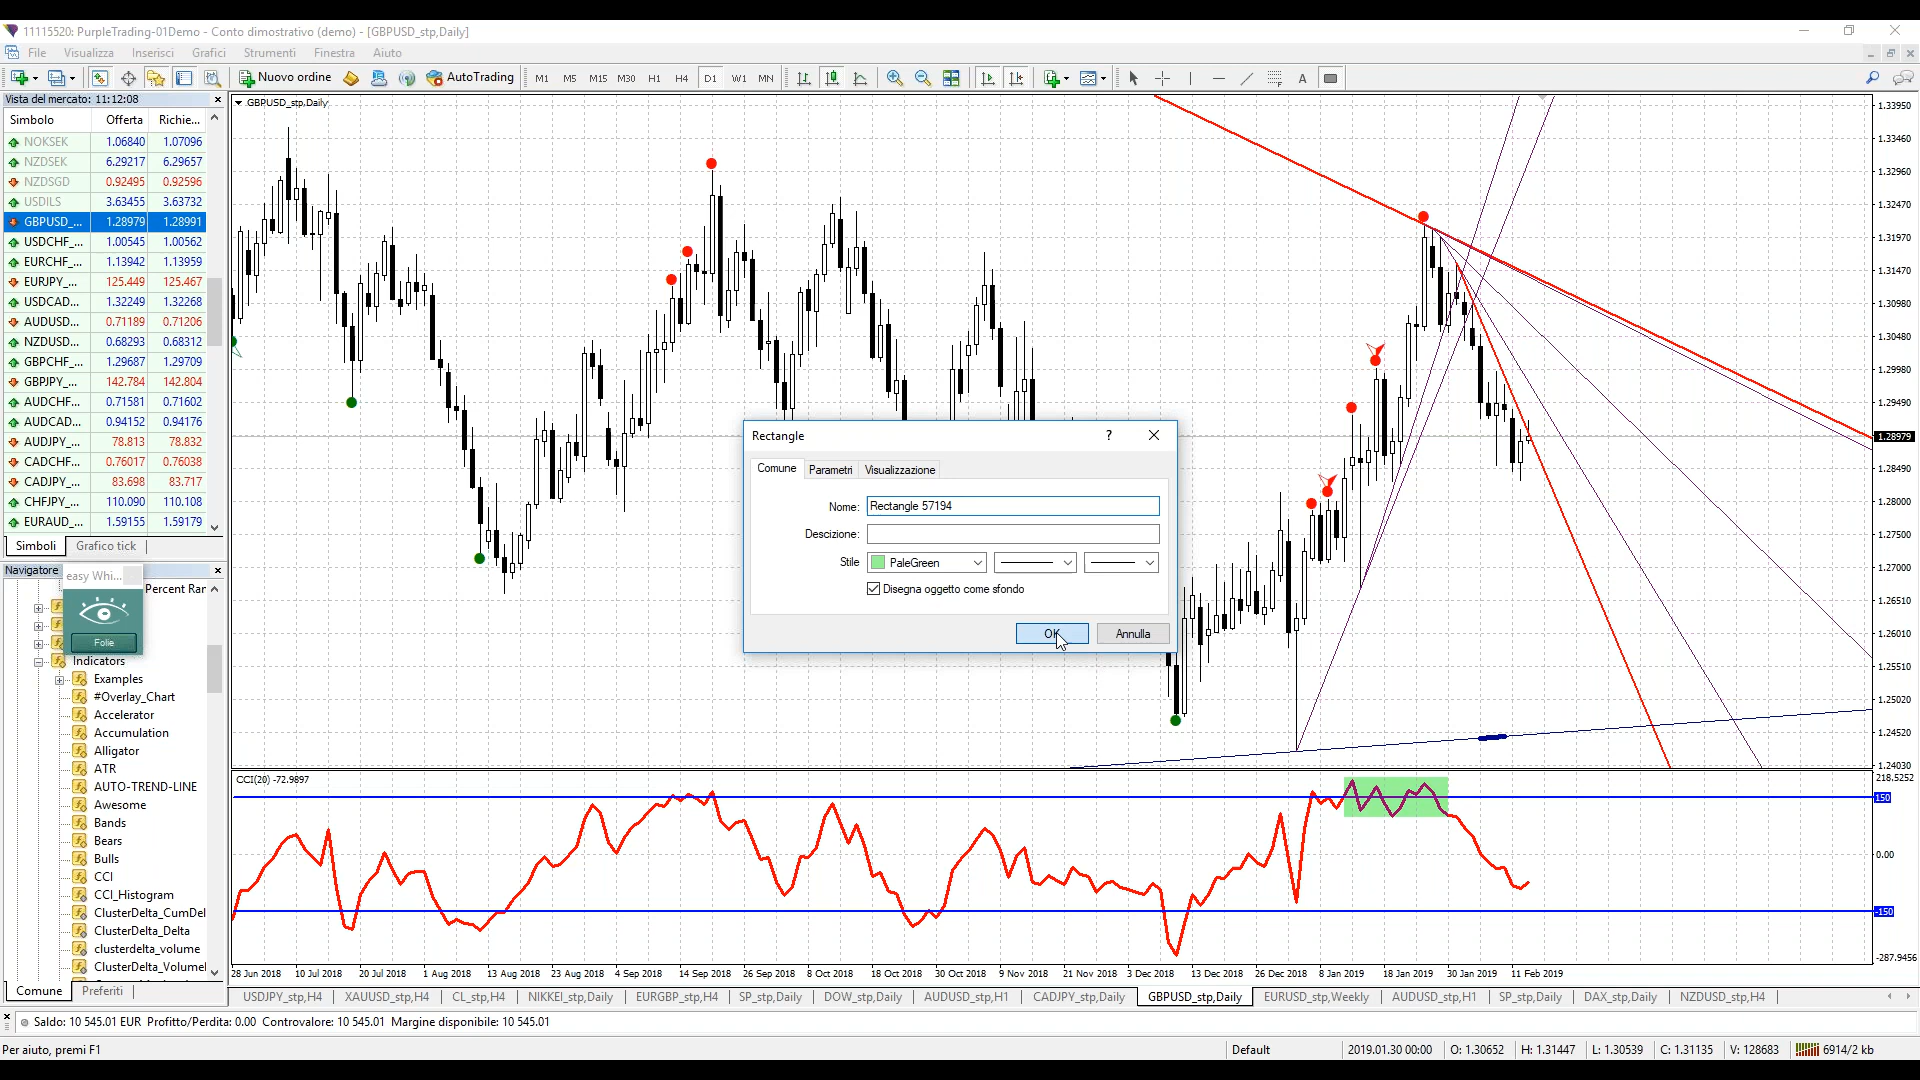 11115520: PurpleTrading-01Demo - Conto dimostrativo (demo) - [GBPUSD_stp,Daily]
File Visualizza Inserisci Grafici Strumenti Finestra Aiuto
Nuovo ordine AutoTrading M1 M5 M15 M30 H1 H4 D1 W1 MN A
Vista del mercato: 11:12:08
Simbolo Offerta Richie...
NOKSEK 1.06840 1.07096
NZDSEK 6.29217 6.29657
NZDSGD 0.92495 0.92596
USDILS 3.63455 3.63732
GBPUSD_... 1.28979 1.28991
USDCHF_... 1.00545 1.00562
EURCHF_... 1.13942 1.13959
EURJPY_... 125.449 125.467
USDCAD... 1.32249 1.32268
AUDUSD... 0.71189 0.71206
NZDUSD... 0.68293 0.68312
GBPCHF_... 1.29687 1.29709
GBPJPY_... 142.784 142.804
AUDCHF... 0.71581 0.71602
AUDCAD... 0.94152 0.94176
AUDJPY_... 78.813 78.832
CADCHF... 0.76017 0.76038
CADJPY_... 83.698 83.717
CHFJPY_... 110.090 110.108
EURAUD_... 1.59155 1.59179
Simboli Grafico tick
Navigatore
easy Whi...
Percent Rar
Folie
Indicators
Examples
#Overlay_Chart
Accelerator
Accumulation
Alligator
ATR
AUTO-TREND-LINE
Awesome
Bands
Bears
Bulls
CCI
CCI_Histogram
ClusterDelta_CumDel
ClusterDelta_Delta
clusterdelta_volume
ClusterDelta_Volumel
Comune Preferiti
GBPUSD_stp,Daily
1.33950
1.33460
1.32960
1.32470
1.31970
1.31470
1.30980
1.30480
1.29980
1.29490
1.28979
1.28490
1.28000
1.27500
1.27000
1.26510
1.26010
1.25510
1.25020
1.24520
1.24030
Rectangle ?
Comune Parametri Visualizzazione
Nome: Rectangle 57194
Descizione:
Stile PaleGreen
Disegna oggetto come sfondo
OK Annulla
CCI(20) -72.9897
218.5252
150
0.00
-150
-287.9456
28 Jun 2018 10 Jul 2018 20 Jul 2018 1 Aug 2018 13 Aug 2018 23 Aug 2018 4 Sep 2018 14 Sep 2018 26 Sep 2018 8 Oct 2018 18 Oct 2018 30 Oct 2018 9 Nov 2018 21 Nov 2018 3 Dec 2018 13 Dec 2018 26 Dec 2018 8 Jan 2019 18 Jan 2019 30 Jan 2019 11 Feb 2019
USDJPY_stp,H4 XAUUSD_stp,H4 CL_stp,H4 NIKKEI_stp,Daily EURGBP_stp,H4 SP_stp,Daily DOW_stp,Daily AUDUSD_stp,H1 CADJPY_stp,Daily GBPUSD_stp,Daily EURUSD_stp,Weekly AUDUSD_stp,H1 SP_stp,Daily DAX_stp,Daily NZDUSD_stp,H4
Saldo: 10 545.01 EUR Profitto/Perdita: 0.00 Controvalore: 10 545.01 Margine disponibile: 10 545.01
Per aiuto, premi F1 Default 2019.01.30 00:00 O: 1.30652 H: 1.31447 L: 1.30539 C: 1.31135 V: 128683 6914/2 kb